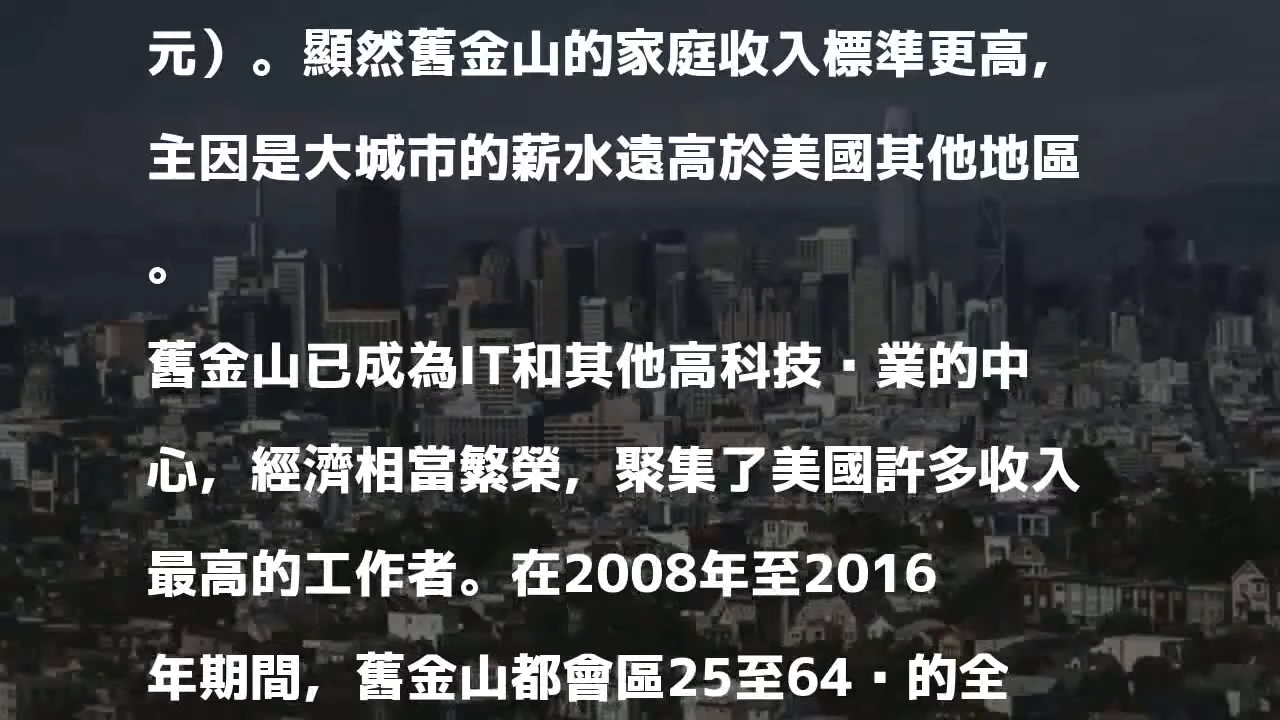 元）。顯然舊金山的家庭收入標準更高，
主因是大城市的薪水遠高於美國其他地區
。
舊金山已成為IT和其他高科技▪業的中
心，經濟相當繁榮，聚集了美國許多收入
最高的工作者。在2008年至2016
年期間，舊金山都會區25至64▪的全